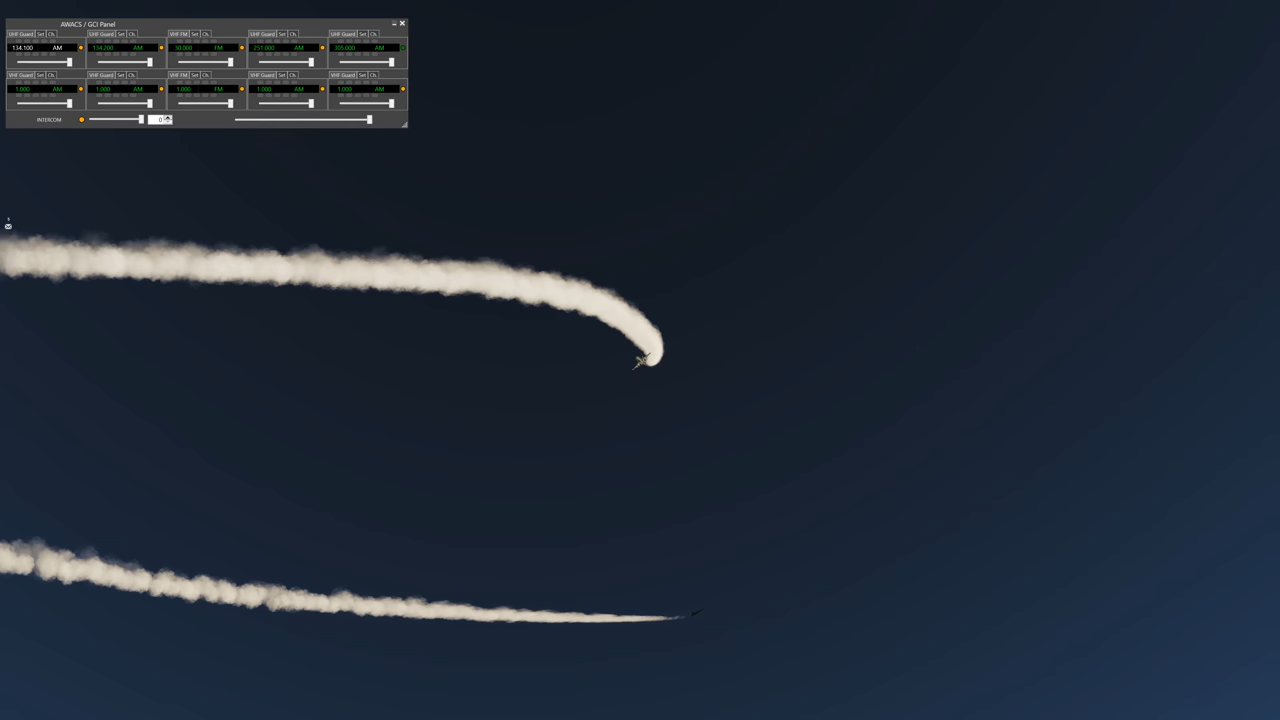 AWACS / GCI Panel
UHF Guard Set Ch. UHF Guard Set Ch. VHF FM Set Ch. VHF Guard Set Ch. UHF Guard Set Ch.
134.100 AM 134.200 AM 30.000 FM 251.000 AM 305.000 AM
VHF Guard Set Ch. VHF Guard Set Ch. VHF FM Set Ch. VHF Guard Set Ch. VHF Guard Set Ch.
1.000 AM 1.000 AM 1.000 FM 1.000 AM 1.000 AM
INTERCOM 0